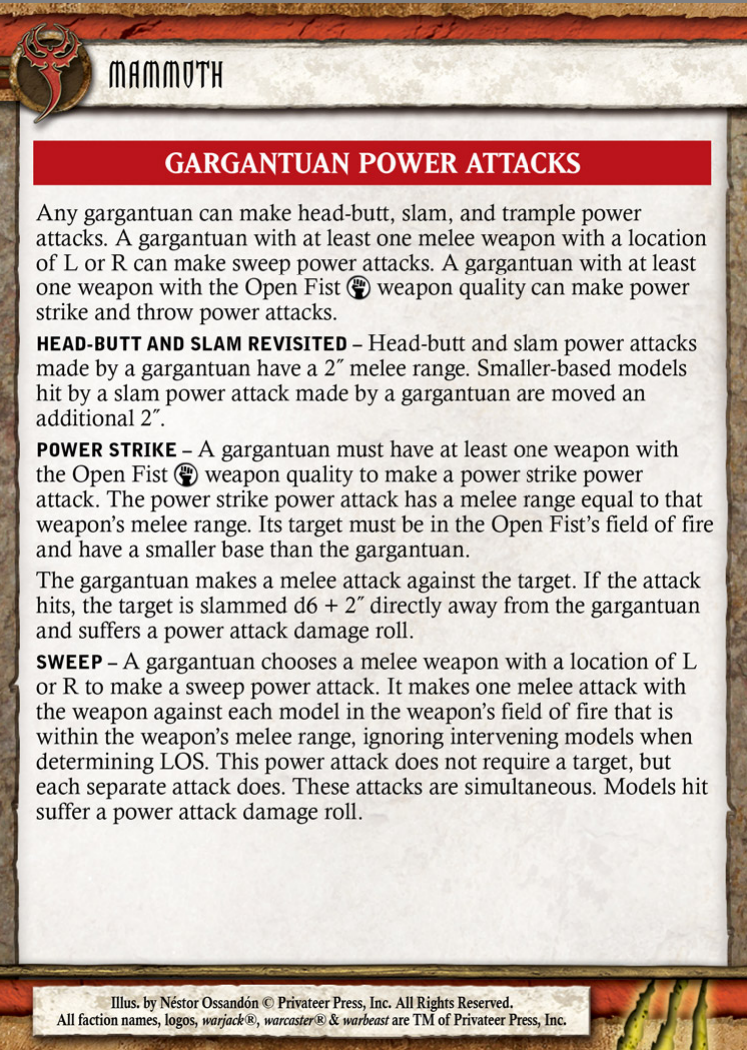 MAMMOTH
GARGANTUAN POWER ATTACKS
Any gargantuan can make head-butt, slam, and trample power
attacks. A gargantuan with at least one melee weapon with a location
of L or R can make sweep power attacks. A gargantuan with at least
one weapon with the Open Fist weapon quality can make power
strike and throw power attacks.
HEAD-BUTT AND SLAM REVISITED – Head-butt and slam power attacks
made by a gargantuan have a 2˝ melee range. Smaller-based models
hit by a slam power attack made by a gargantuan are moved an
additional 2˝.
POWER STRIKE – A gargantuan must have at least one weapon with
the Open Fist weapon quality to make a power strike power
attack. The power strike power attack has a melee range equal to that
weapon's melee range. Its target must be in the Open Fist's field of fire
and have a smaller base than the gargantuan.
The gargantuan makes a melee attack against the target. If the attack
hits, the target is slammed d6 + 2˝ directly away from the gargantuan
and suffers a power attack damage roll.
SWEEP – A gargantuan chooses a melee weapon with a location of L
or R to make a sweep power attack. It makes one melee attack with
the weapon against each model in the weapon's field of fire that is
within the weapon's melee range, ignoring intervening models when
determining LOS. This power attack does not require a target, but
each separate attack does. These attacks are simultaneous. Models hit
suffer a power attack damage roll.
Illus. by Néstor Ossandón © Privateer Press, Inc. All Rights Reserved.
All faction names, logos, warjack®, warcaster® & warbeast are TM of Privateer Press, Inc.